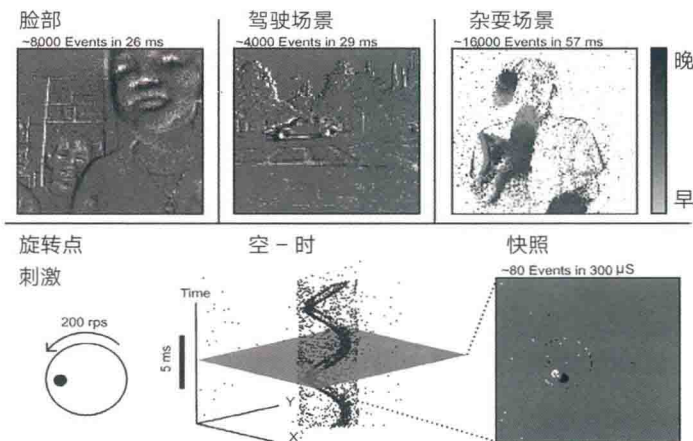 脸部
~8000 Events in 26 ms
驾驶场景
~4000 Events in 29 ms
杂耍场景
~16000 Events in 57 ms
晚
早
旋转点
刺激
200 rps
空－时
Time
5 ms
Y
X
快照
~80 Events in 300 µS